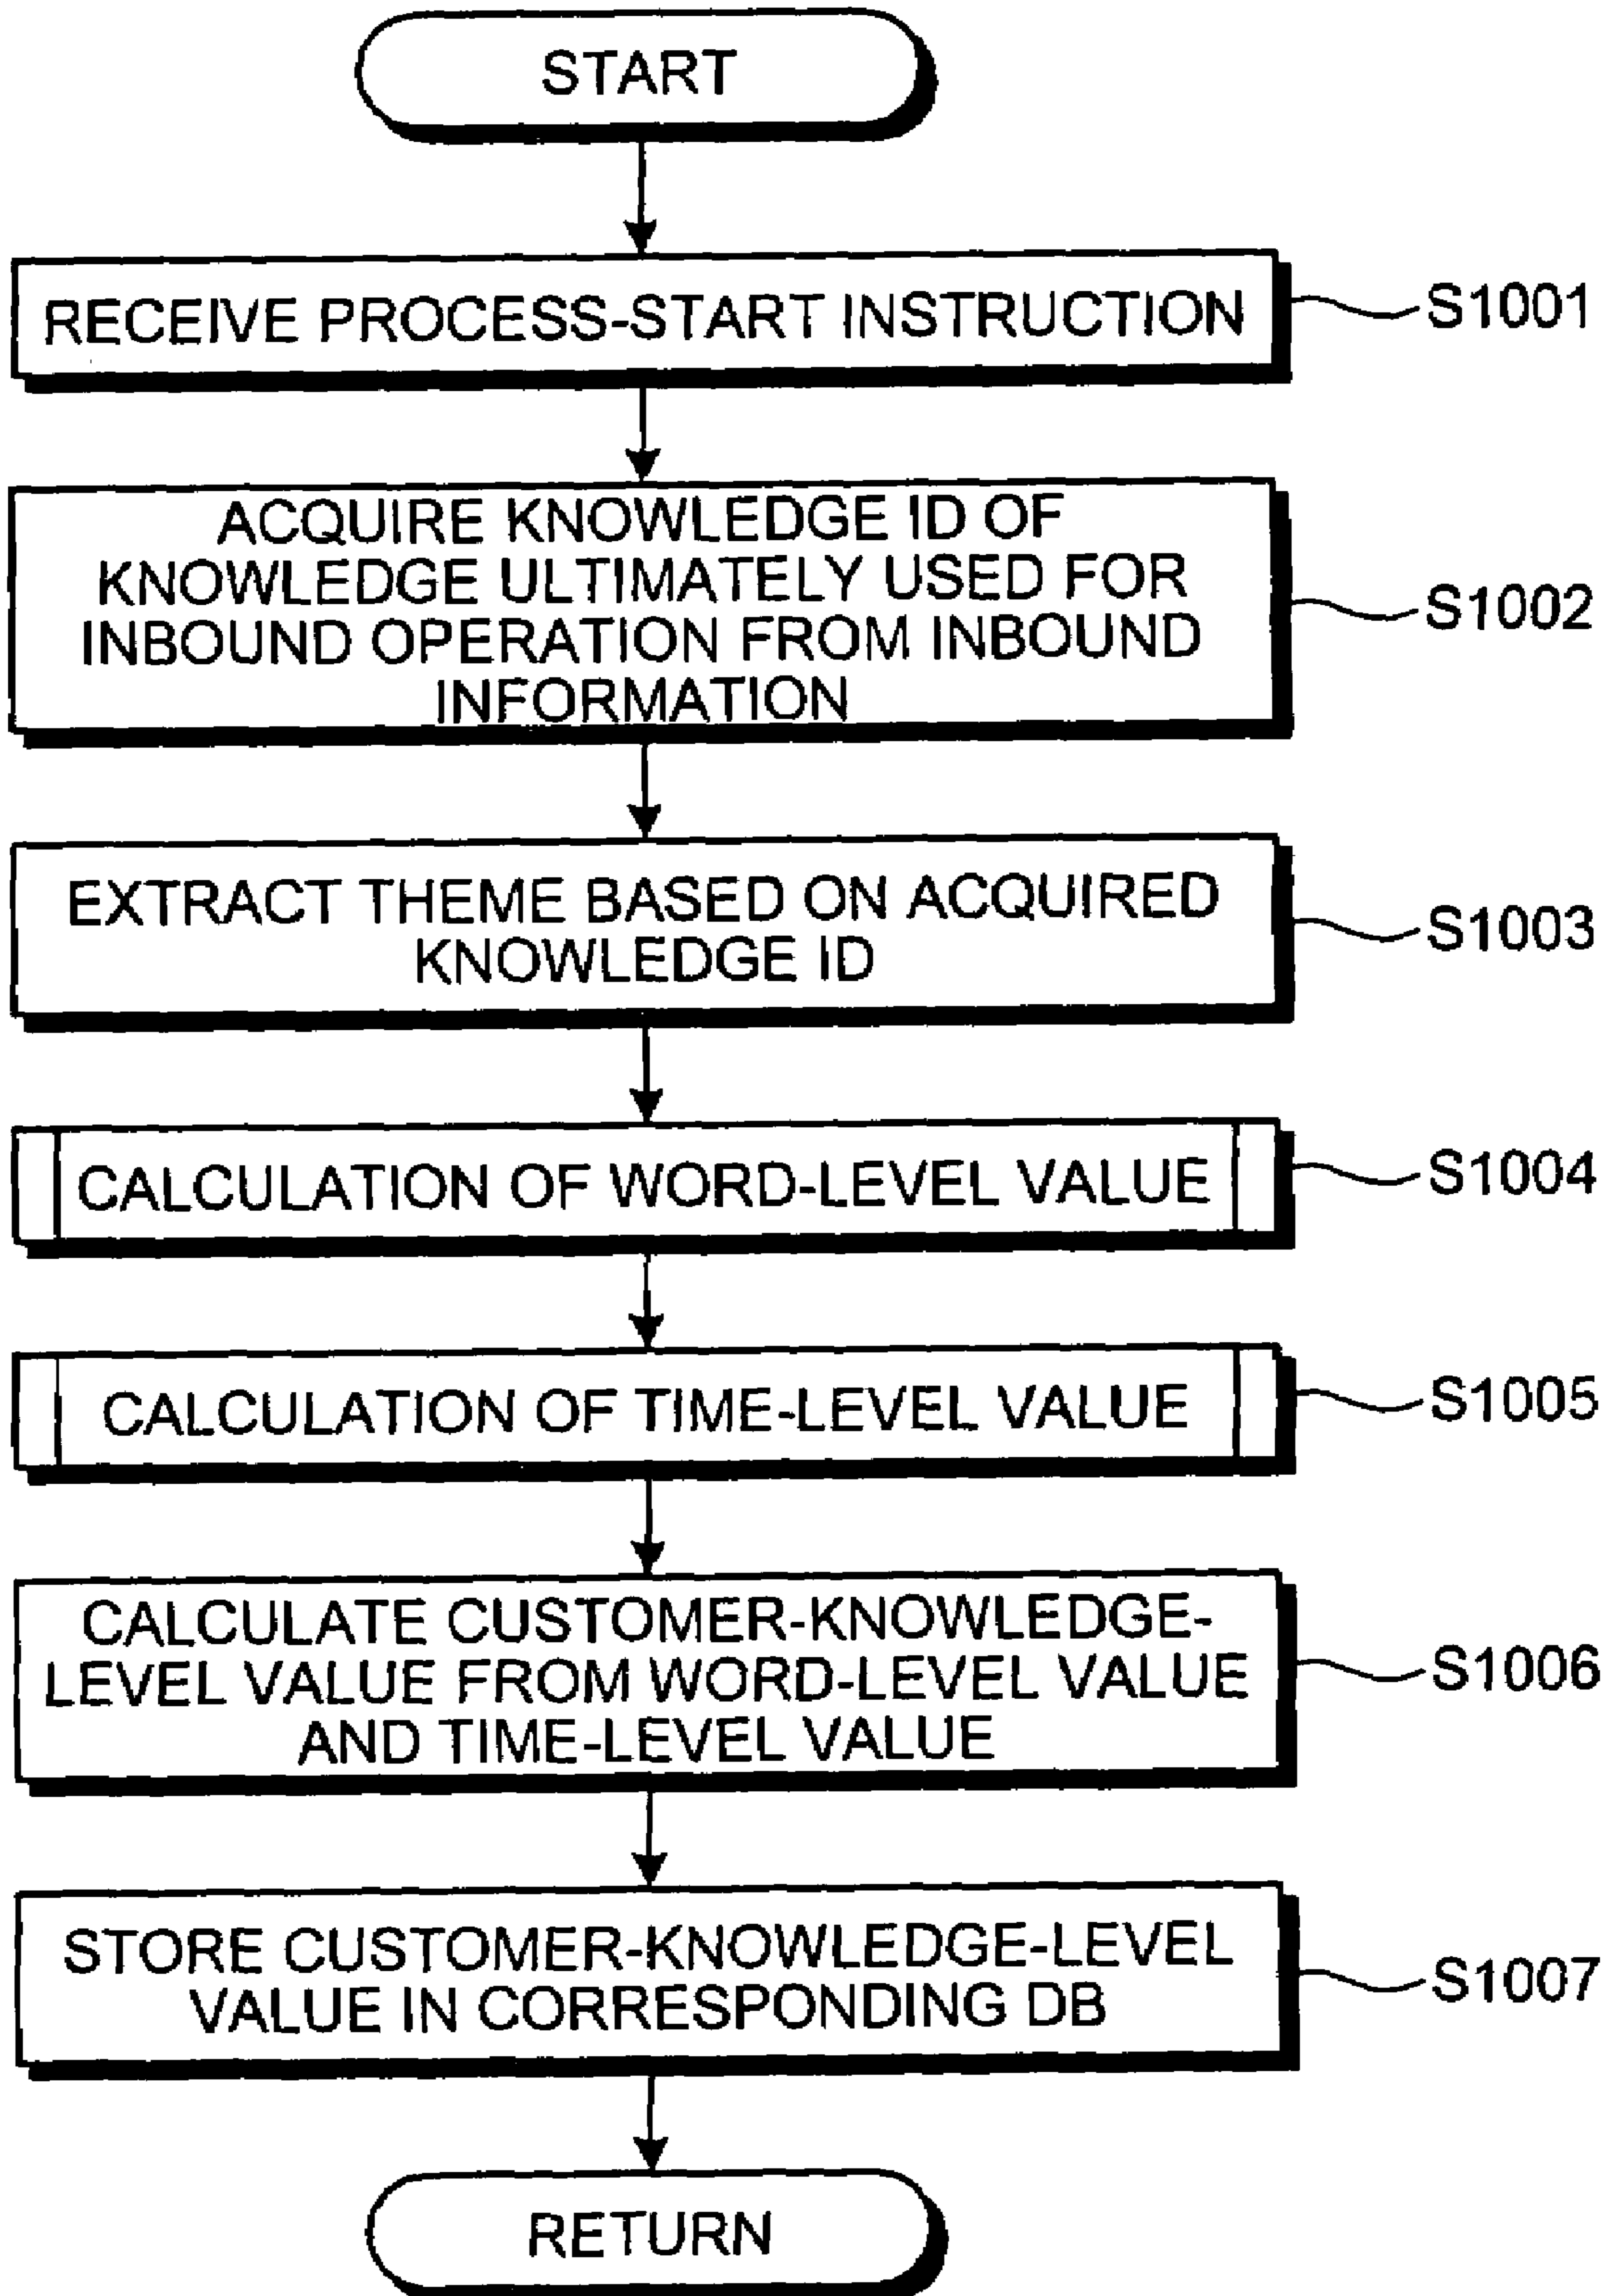 START
RECEIVE PROCESS-START INSTRUCTION
S1001
ACQUIRE KNOWLEDGE ID OF
KNOWLEDGE ULTIMATELY USED FOR
INBOUND OPERATION FROM INBOUND
INFORMATION
S1002
EXTRACT THEME BASED ON ACQUIRED
KNOWLEDGE ID
S1003
CALCULATION OF WORD-LEVEL VALUE
S1004
CALCULATION OF TIME-LEVEL VALUE
S1005
CALCULATE CUSTOMER-KNOWLEDGE-
LEVEL VALUE FROM WORD-LEVEL VALUE
AND TIME-LEVEL VALUE
S1006
STORE CUSTOMER-KNOWLEDGE-LEVEL
VALUE IN CORRESPONDING DB
S1007
RETURN